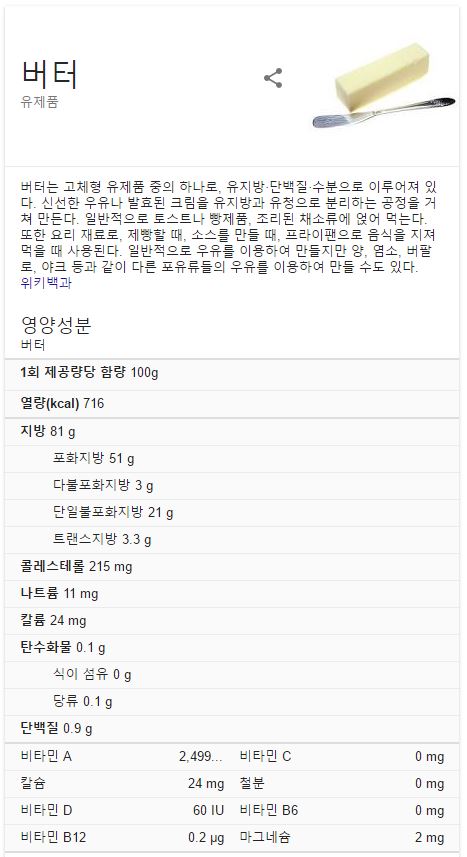 버터
유제품
버터는 고체형 유제품 중의 하나로, 유지방·단백질·수분으로 이루어져 있
다. 신선한 우유나 발효된 크림을 유지방과 유청으로 분리하는 공정을 거
쳐 만든다. 일반적으로 토스트나 빵제품, 조리된 채소류에 얹어 먹는다.
또한 요리 재료로, 제빵할 때, 소스를 만들 때, 프라이팬으로 음식을 지져
먹을 때 사용된다. 일반적으로 우유를 이용하여 만들지만 양, 염소, 버팔
로, 야크 등과 같이 다른 포유류들의 우유를 이용하여 만들 수도 있다.
위키백과
영양성분
버터
1회 제공량당 함량 100g
열량(kcal) 716
지방 81 g
포화지방 51 g
다불포화지방 3 g
단일불포화지방 21 g
트랜스지방 3.3 g
콜레스테롤 215 mg
나트륨 11 mg
칼륨 24 mg
탄수화물 0.1 g
식이 섬유 0 g
당류 0.1 g
단백질 0.9 g
비타민 A 2,499... 비타민 C 0 mg
칼슘 24 mg 철분 0 mg
비타민 D 60 IU 비타민 B6 0 mg
비타민 B12 0.2 µg 마그네슘 2 mg